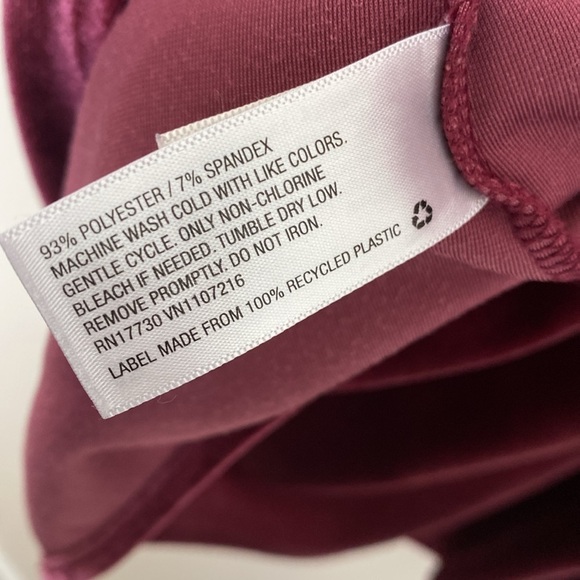 93% POLYESTER / 7% SPANDEX
MACHINE WASH COLD WITH LIKE COLORS.
GENTLE CYCLE. ONLY NON-CHLORINE
BLEACH IF NEEDED. TUMBLE DRY LOW.
REMOVE PROMPTLY. DO NOT IRON.
RN17730 VN1107216
LABEL MADE FROM 100% RECYCLED PLASTIC